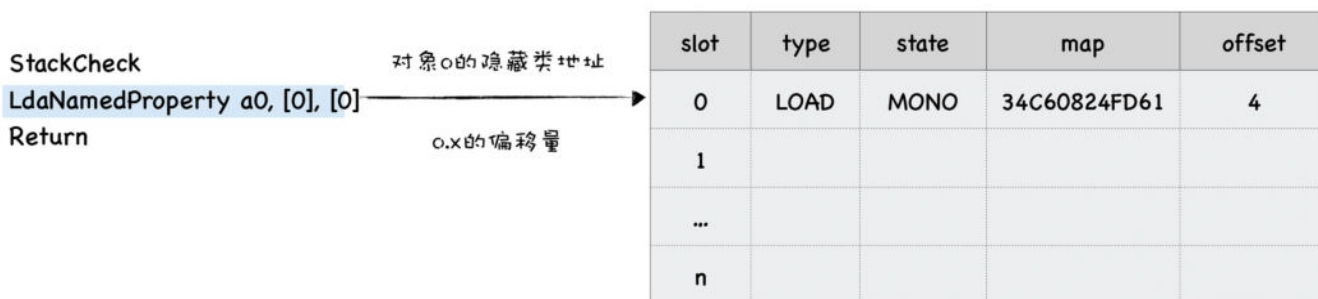 StackCheck
LdaNamedProperty a0, [0], [0]
Return
对象o的隐藏类地址
o.x的偏移量
slot type state map offset
0 LOAD MONO 34C60824FD61 4
1
...
n